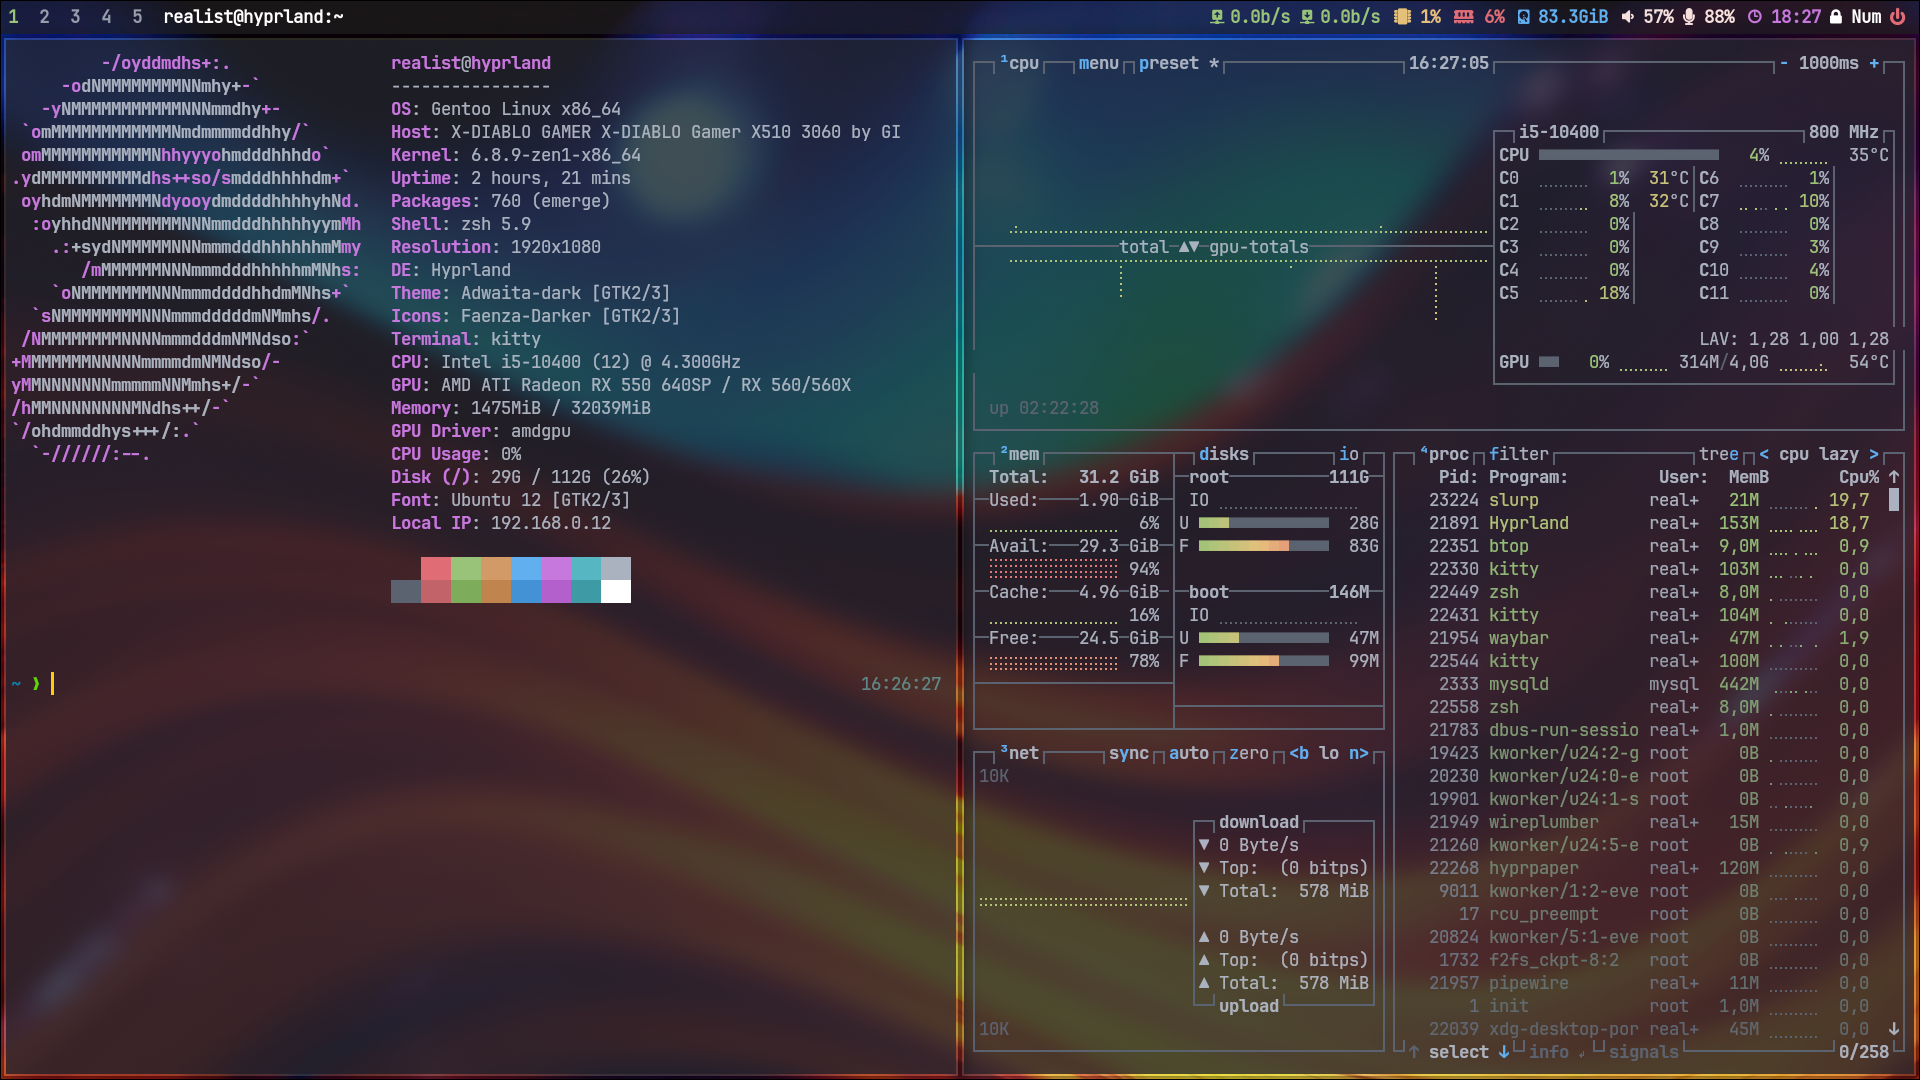 1 2 3 4 5 realist@hyprland:~
0.0b/s 0.0b/s 1% 6% 83.3GiB 57% 88% 18:27 Num
-/oyddmdhs+:.
-odNMMMMMMMMNNmhy+-`
-yNMMMMMMMMMMMNNNmmdhy+-
`omMMMMMMMMMMMMNmdmmmmddhhy/`
omMMMMMMMMMMMNhhyyyohmdddhhhdo`
.ydMMMMMMMMMMdhs++so/smdddhhhhdm+`
oyhdmNMMMMMMMNdyooydmddddhhhhyhNd.
:oyhhdNNMMMMMMMNNNmmdddhhhhhyymMh
.:+sydNMMMMMNNNmmmdddhhhhhhmMmy
/mMMMMMMNNNmmmdddhhhhhmMNhs:
`oNMMMMMMMNNNmmmddddhhdmMNhs+`
`sNMMMMMMMMNNNmmmdddddmNMmhs/.
/NMMMMMMMMNNNNmmmdddmNMNdso:`
+MMMMMMMNNNNNmmmmdmNMNdso/-
yMMNNNNNNNmmmmmNNMmhs+/-`
/hMMNNNNNNNNMNdhs++/-`
`/ohdmmddhys+++/:.`
`-//////:--.
realist@hyprland
----------------
OS: Gentoo Linux x86_64
Host: X-DIABLO GAMER X-DIABLO Gamer X510 3060 by GI
Kernel: 6.8.9-zen1-x86_64
Uptime: 2 hours, 21 mins
Packages: 760 (emerge)
Shell: zsh 5.9
Resolution: 1920x1080
DE: Hyprland
Theme: Adwaita-dark [GTK2/3]
Icons: Faenza-Darker [GTK2/3]
Terminal: kitty
CPU: Intel i5-10400 (12) @ 4.300GHz
GPU: AMD ATI Radeon RX 550 640SP / RX 560/560X
Memory: 1475MiB / 32039MiB
GPU Driver: amdgpu
CPU Usage: 0%
Disk (/): 29G / 112G (26%)
Font: Ubuntu 12 [GTK2/3]
Local IP: 192.168.0.12
~ ❯ 16:26:27
¹cpu menu preset * 16:27:05 - 1000ms +
total ▲▼ gpu-totals
up 02:22:28
i5-10400 800 MHz
CPU 4% 35°C
C0 1% 31°C C6 1%
C1 8% 32°C C7 10%
C2 0% C8 0%
C3 0% C9 3%
C4 0% C10 4%
C5 18% C11 0%
LAV: 1,28 1,00 1,28
GPU 0% 314M/4,0G 54°C
²mem
Total: 31.2 GiB
Used: 1.90 GiB
6%
Avail: 29.3 GiB
94%
Cache: 4.96 GiB
16%
Free: 24.5 GiB
78%
disks io
root 111G
IO
U 28G
F 83G
boot 146M
IO
U 47M
F 99M
³net sync auto zero <b lo n>
10K
download
▼ 0 Byte/s
▼ Top: (0 bitps)
▼ Total: 578 MiB
▲ 0 Byte/s
▲ Top: (0 bitps)
▲ Total: 578 MiB
upload
10K
⁴proc filter tree < cpu lazy >
Pid: Program: User: MemB Cpu% ↑
23224 slurp real+ 21M 19,7
21891 Hyprland real+ 153M 18,7
22351 btop real+ 9,0M 0,9
22330 kitty real+ 103M 0,0
22449 zsh real+ 8,0M 0,0
22431 kitty real+ 104M 0,0
21954 waybar real+ 47M 1,9
22544 kitty real+ 100M 0,0
2333 mysqld mysql 442M 0,0
22558 zsh real+ 8,0M 0,0
21783 dbus-run-sessio real+ 1,0M 0,0
19423 kworker/u24:2-g root 0B 0,0
20230 kworker/u24:0-e root 0B 0,0
19901 kworker/u24:1-s root 0B 0,0
21949 wireplumber real+ 15M 0,0
21260 kworker/u24:5-e root 0B 0,9
22268 hyprpaper real+ 120M 0,0
9011 kworker/1:2-eve root 0B 0,0
17 rcu_preempt root 0B 0,0
20824 kworker/5:1-eve root 0B 0,0
1732 f2fs_ckpt-8:2 root 0B 0,0
21957 pipewire real+ 11M 0,0
1 init root 1,0M 0,0
22039 xdg-desktop-por real+ 45M 0,0 ↓
↑ select ↓ info ↲ signals 0/258